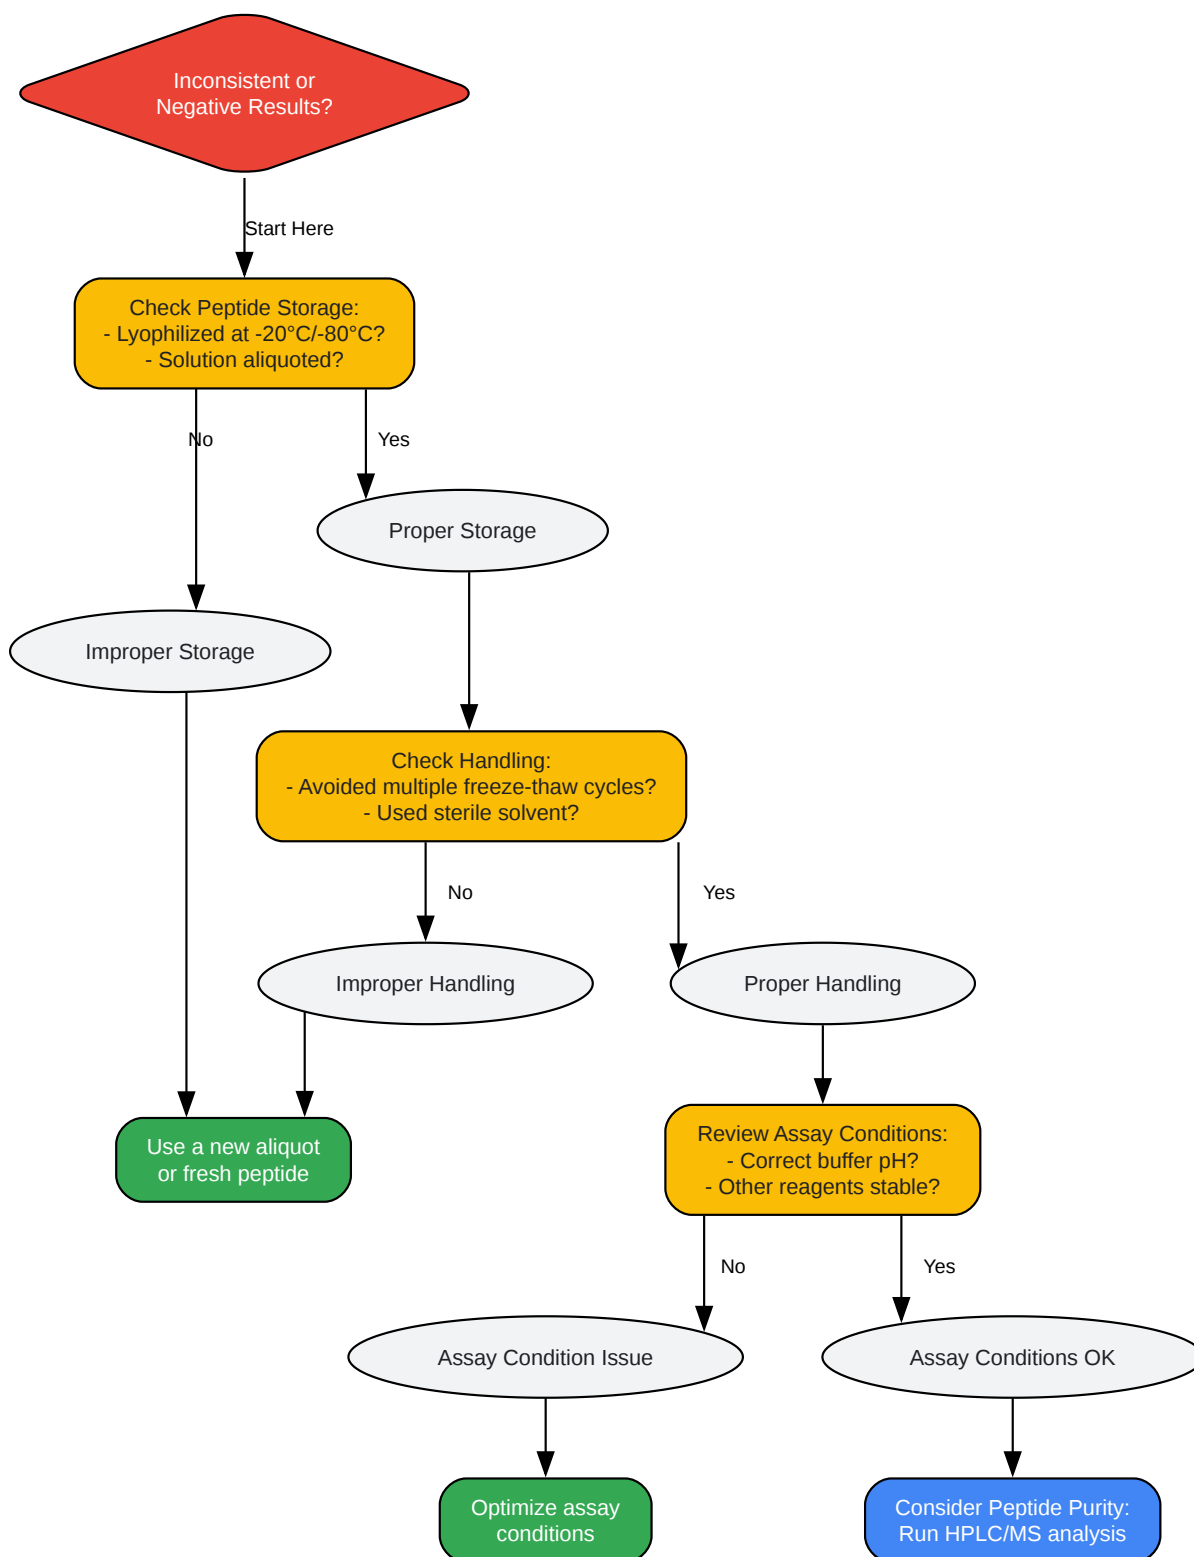 Inconsistent or
Negative Results?
Start Here
Check Peptide Storage:
- Lyophilized at -20°C/-80°C?
- Solution aliquoted?
No
Yes
Proper Storage
Improper Storage
Check Handling:
- Avoided multiple freeze-thaw cycles?
- Used sterile solvent?
No
Yes
Improper Handling
Proper Handling
Use a new aliquot
or fresh peptide
Review Assay Conditions:
- Correct buffer pH?
- Other reagents stable?
No
Yes
Assay Condition Issue
Assay Conditions OK
Optimize assay
conditions
Consider Peptide Purity:
Run HPLC/MS analysis